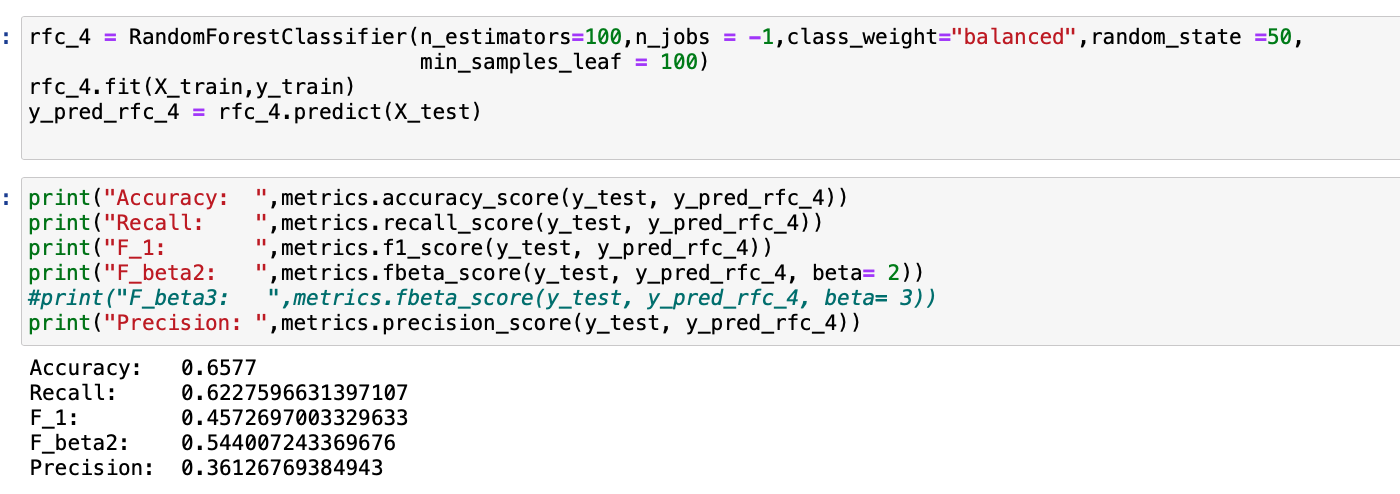 : rfc_4 = RandomForestClassifier(n_estimators=100,n_jobs = -1,class_weight="balanced",random_state =50,
                               min_samples_leaf = 100)
rfc_4.fit(X_train,y_train)
y_pred_rfc_4 = rfc_4.predict(X_test)
: print("Accuracy:  ",metrics.accuracy_score(y_test, y_pred_rfc_4))
print("Recall:    ",metrics.recall_score(y_test, y_pred_rfc_4))
print("F_1:       ",metrics.f1_score(y_test, y_pred_rfc_4))
print("F_beta2:   ",metrics.fbeta_score(y_test, y_pred_rfc_4, beta= 2))
#print("F_beta3:   ",metrics.fbeta_score(y_test, y_pred_rfc_4, beta= 3))
print("Precision: ",metrics.precision_score(y_test, y_pred_rfc_4))
Accuracy:   0.6577
Recall:     0.6227596631397107
F_1:        0.4572697003329633
F_beta2:    0.544007243369676
Precision:  0.36126769384943